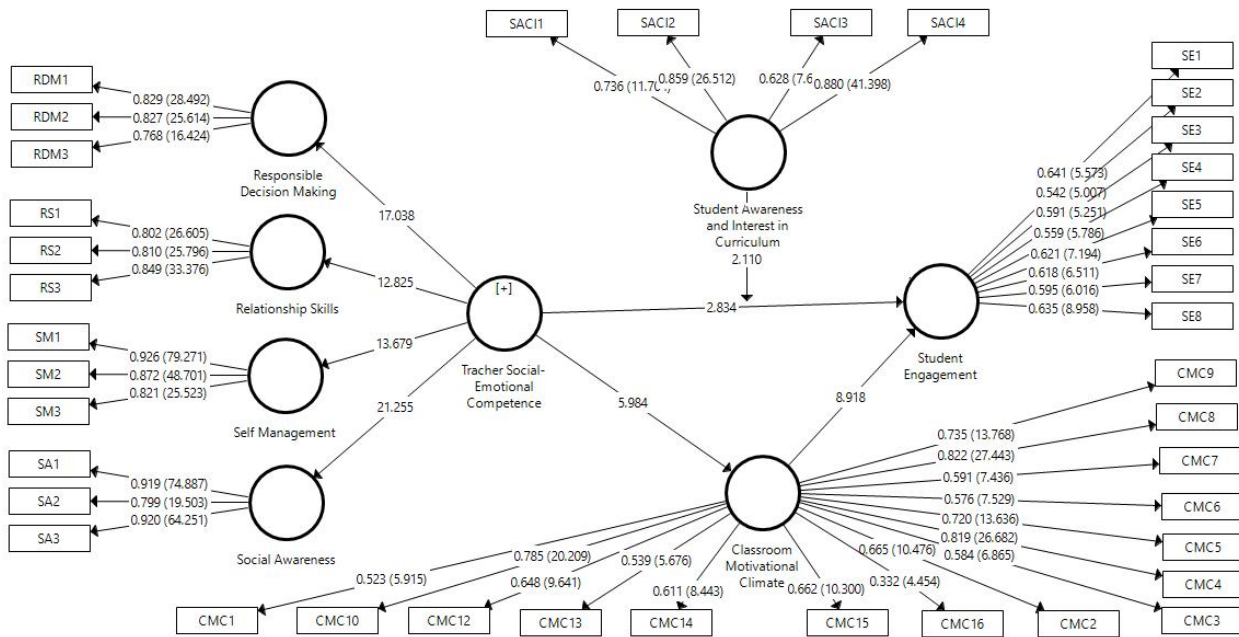 SACI1
SACI2
SACI3
SACI4
0.736 (11.70
0.859 (26.512)
0.628 (7.6
0.880 (41.398)
Student Awareness
and Interest in
Curriculum
2.110
RDM1
RDM2
RDM3
0.829 (28.492)
0.827 (25.614)
0.768 (16.424)
Responsible
Decision Making
17.038
RS1
RS2
RS3
0.802 (26.605)
0.810 (25.796)
0.849 (33.376)
Relationship Skills
12.825
SM1
SM2
SM3
0.926 (79.271)
0.872 (48.701)
0.821 (25.523)
Self Management
13.679
SA1
SA2
SA3
0.919 (74.887)
0.799 (19.503)
0.920 (64.251)
Social Awareness
21.255
[+]
Tracher Social-
Emotional
Competence
2.834
5.984
8.918
Student
Engagement
SE1
SE2
SE3
SE4
SE5
SE6
SE7
SE8
0.641 (5.573)
0.542 (5.007)
0.591 (5.251)
0.559 (5.786)
0.621 (7.194)
0.618 (6.511)
0.595 (6.016)
0.635 (8.958)
Classroom
Motivational
Climate
CMC9
CMC8
CMC7
CMC6
CMC5
CMC4
CMC3
0.735 (13.768)
0.822 (27.443)
0.591 (7.436)
0.576 (7.529)
0.720 (13.636)
0.819 (26.682)
0.584 (6.865)
0.523 (5.915)
0.785 (20.209)
0.648 (9.641)
0.539 (5.676)
0.611 (8.443)
0.662 (10.300)
0.332 (4.454)
0.665 (10.476)
CMC1
CMC10
CMC12
CMC13
CMC14
CMC15
CMC16
CMC2